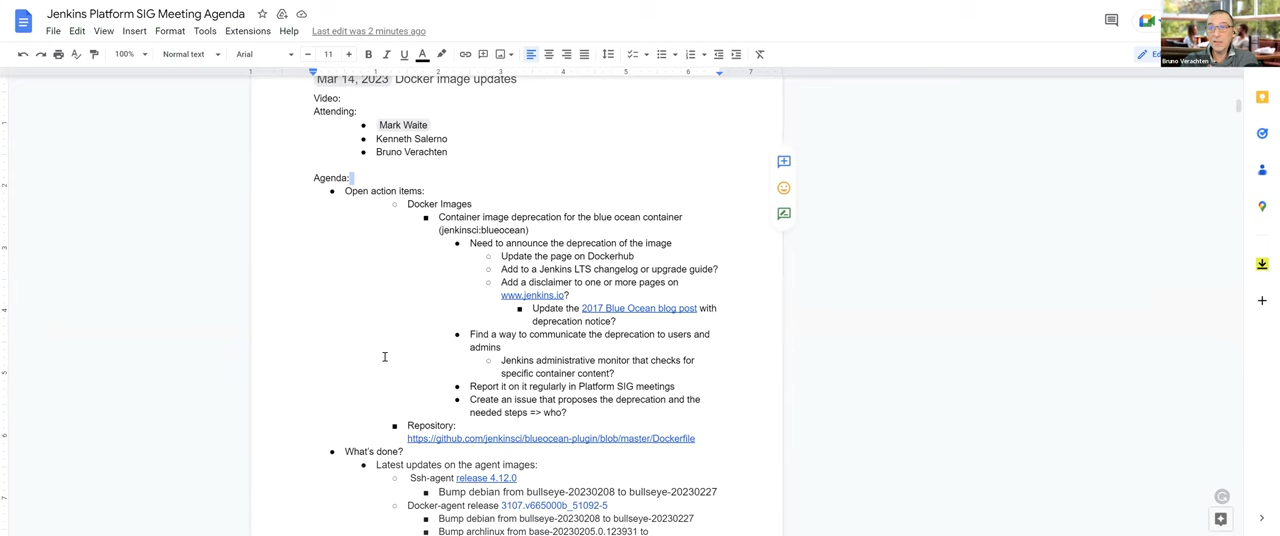 Jenkins Platform SIG Meeting Agenda
File Edit View Insert Format Tools Extensions Help Last edit was 2 minutes ago
100% Normal text Arial 11
Bruno Verachten
1 1 2 3 4 5 6 7
Mar 14, 2023 Docker image updates
Video:
Attending:
● Mark Waite
● Kenneth Salerno
● Bruno Verachten
Agenda:
● Open action items:
○ Docker Images
■ Container image deprecation for the blue ocean container
(jenkinsci:blueocean)
● Need to announce the deprecation of the image
○ Update the page on Dockerhub
○ Add to a Jenkins LTS changelog or upgrade guide?
○ Add a disclaimer to one or more pages on
www.jenkins.io?
■ Update the 2017 Blue Ocean blog post with
deprecation notice?
● Find a way to communicate the deprecation to users and
admins
○ Jenkins administrative monitor that checks for
specific container content?
● Report it on it regularly in Platform SIG meetings
● Create an issue that proposes the deprecation and the
needed steps => who?
■ Repository:
https://github.com/jenkinsci/blueocean-plugin/blob/master/Dockerfile
● What's done?
● Latest updates on the agent images:
○ Ssh-agent release 4.12.0
■ Bump debian from bullseye-20230208 to bullseye-20230227
○ Docker-agent release 3107.v665000b_51092-5
■ Bump debian from bullseye-20230208 to bullseye-20230227
■ Bump archlinux from base-20230205.0.123931 to